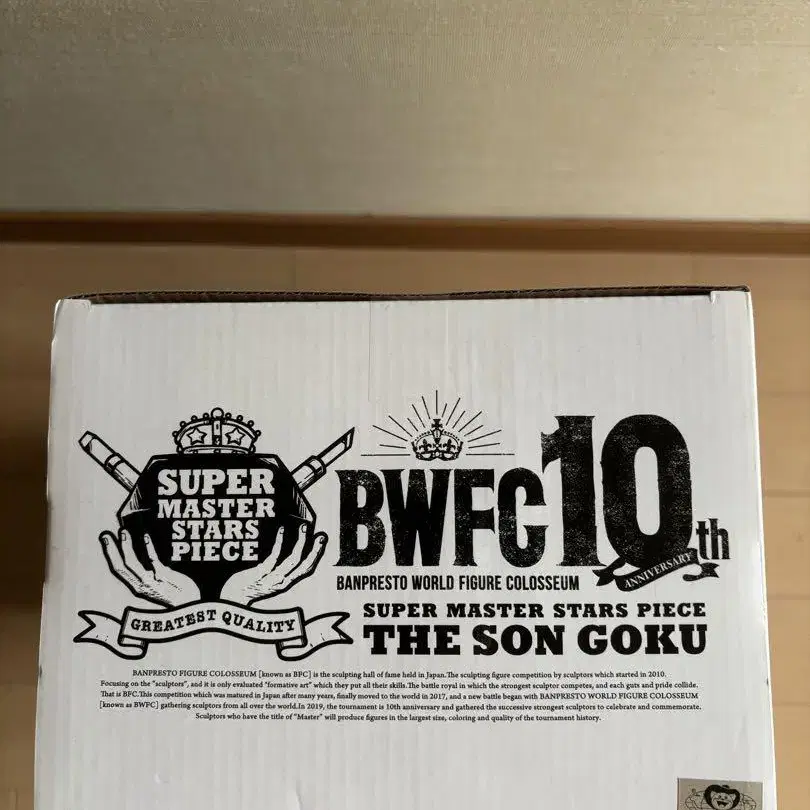 SUPER
MASTER
STARS
PIECE
GREATEST QUALITY
BWFC10th
ANNIVERSARY
BANPRESTO WORLD FIGURE COLOSSEUM
SUPER MASTER STARS PIECE
THE SON GOKU
BANPRESTO FIGURE COLOSSEUM [known as BFC] is the sculpting hall of fame held in Japan.The sculpting figure competition by sculptors which started in 2010.
Focusing on the "sculptors", and it is only evaluated "formative art" which they put all their skills.The battle royal in which the strongest sculptor competes, and each guts and pride collide.
That is BFC.This competition which was matured in Japan after many years, finally moved to the world in 2017, and a new battle began with BANPRESTO WORLD FIGURE COLOSSEUM
[known as BWFC] gathering sculptors from all over the world.In 2019, the tournament is 10th anniversary and gathered the successive strongest sculptors to celebrate and commemorate.
Sculptors who have the title of "Master" will produce figures in the largest size, coloring and quality of the tournament history.